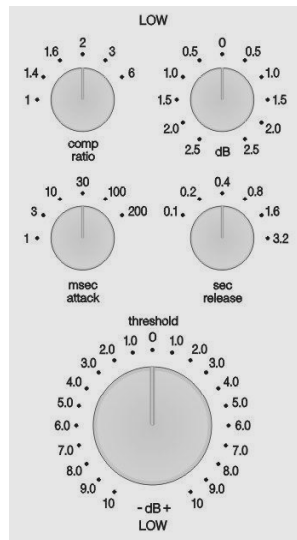 LOW
1 1.4 1.6 2 3 6
comp
ratio
2.5 2.0 1.5 1.0 0.5 0 0.5 1.0 1.5 2.0 2.5
dB
1 3 10 30 100 200
msec
attack
0.1 0.2 0.4 0.8 1.6 3.2
sec
release
threshold
10 9.0 8.0 7.0 6.0 5.0 4.0 3.0 2.0 1.0 0 1.0 2.0 3.0 4.0 5.0 6.0 7.0 8.0 9.0 10
- dB +
LOW